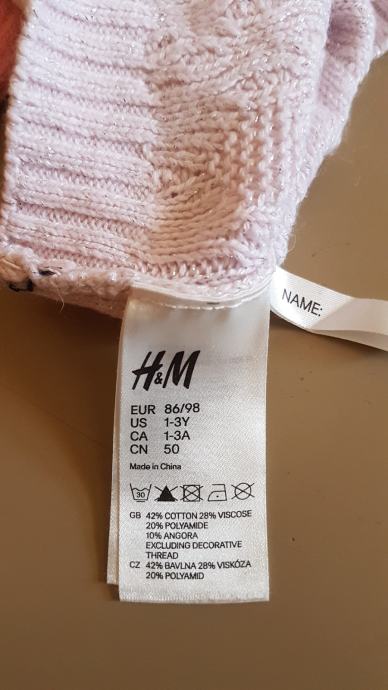 NAME:
H&M
EUR 86/98
US 1-3Y
CA 1-3A
CN 50
Made in China
30
GB 42% COTTON 28% VISCOSE
20% POLYAMIDE
10% ANGORA
EXCLUDING DECORATIVE
THREAD
CZ 42% BAVLNA 28% VISKÓZA
20% POLYAMID